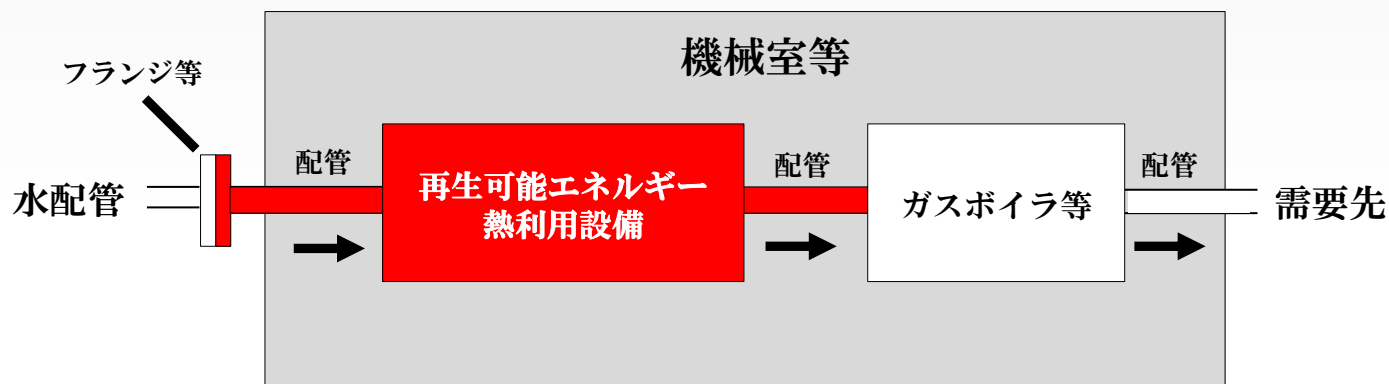 機械室等
フランジ等
配管
配管
配管
水配管
再生可能エネルギー
熱利用設備
ガスボイラ等
需要先